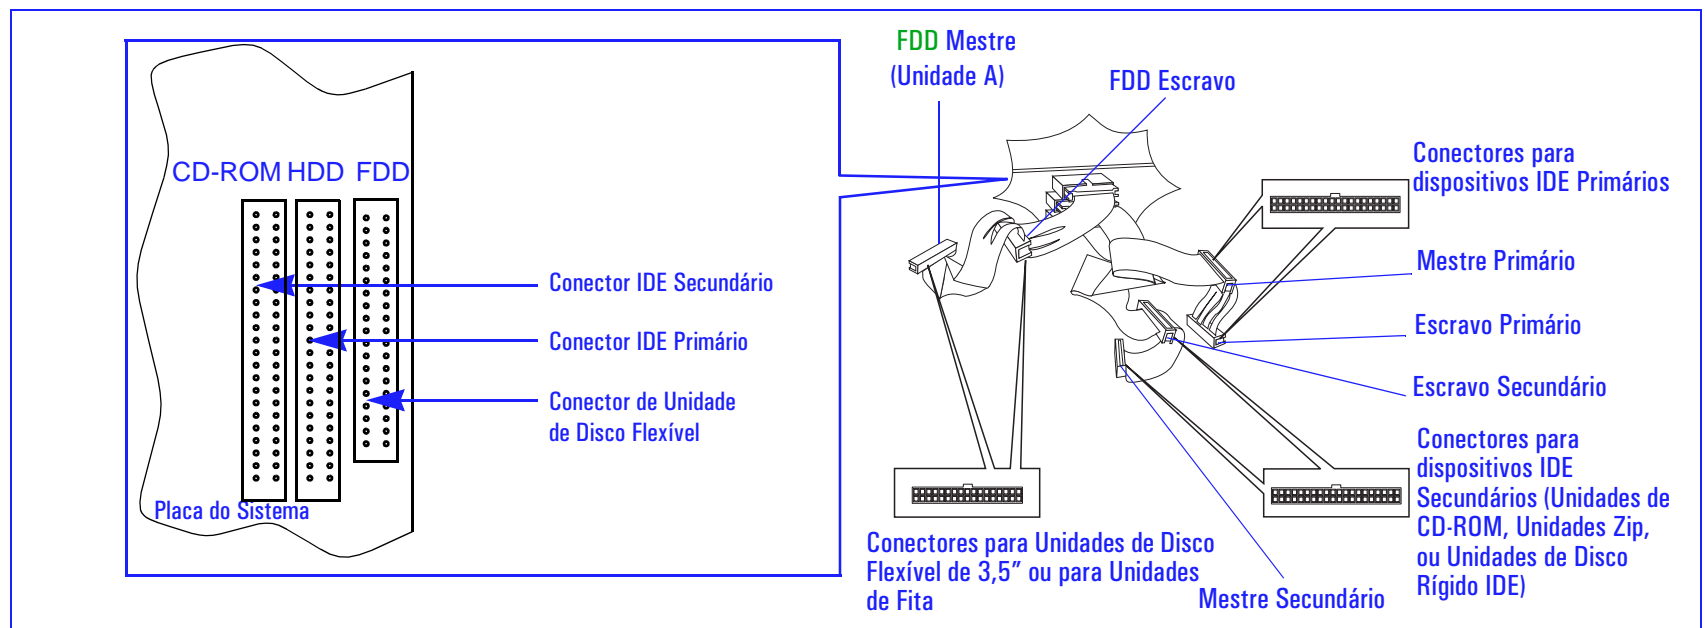 CD-ROM HDD FDD
Conector IDE Secundário
Conector IDE Primário
Conector de Unidade
de Disco Flexível
Placa do Sistema
FDD Mestre
(Unidade A)
FDD Escravo
Conectores para
dispositivos IDE Primários
Mestre Primário
Escravo Primário
Escravo Secundário
Conectores para
dispositivos IDE
Secundários (Unidades de
CD-ROM, Unidades Zip,
ou Unidades de Disco
Rígido IDE)
Conectores para Unidades de Disco
Flexível de 3,5” ou para Unidades
de Fita
Mestre Secundário